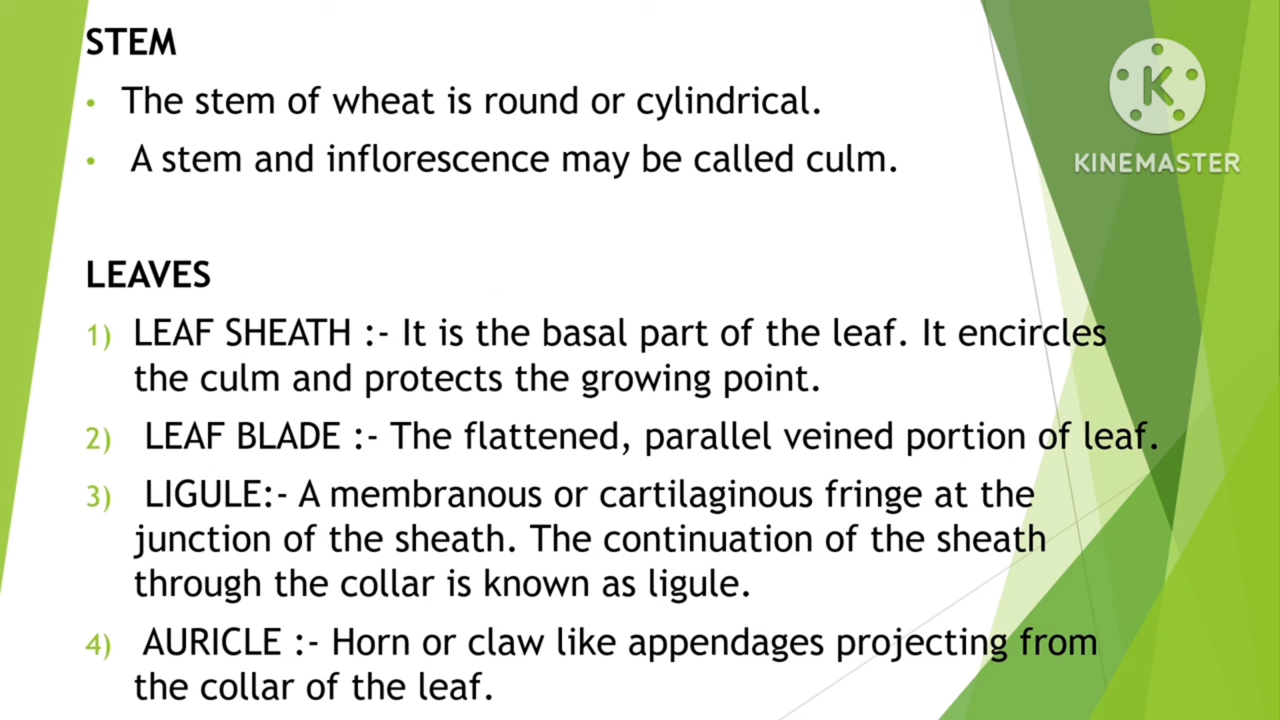 STEM
• The stem of wheat is round or cylindrical.
• A stem and inflorescence may be called culm.
LEAVES
1) LEAF SHEATH :- It is the basal part of the leaf. It encircles
the culm and protects the growing point.
2) LEAF BLADE :- The flattened, parallel veined portion of leaf.
3) LIGULE:- A membranous or cartilaginous fringe at the
junction of the sheath. The continuation of the sheath
through the collar is known as ligule.
4) AURICLE :- Horn or claw like appendages projecting from
the collar of the leaf.
K
KINEMASTER